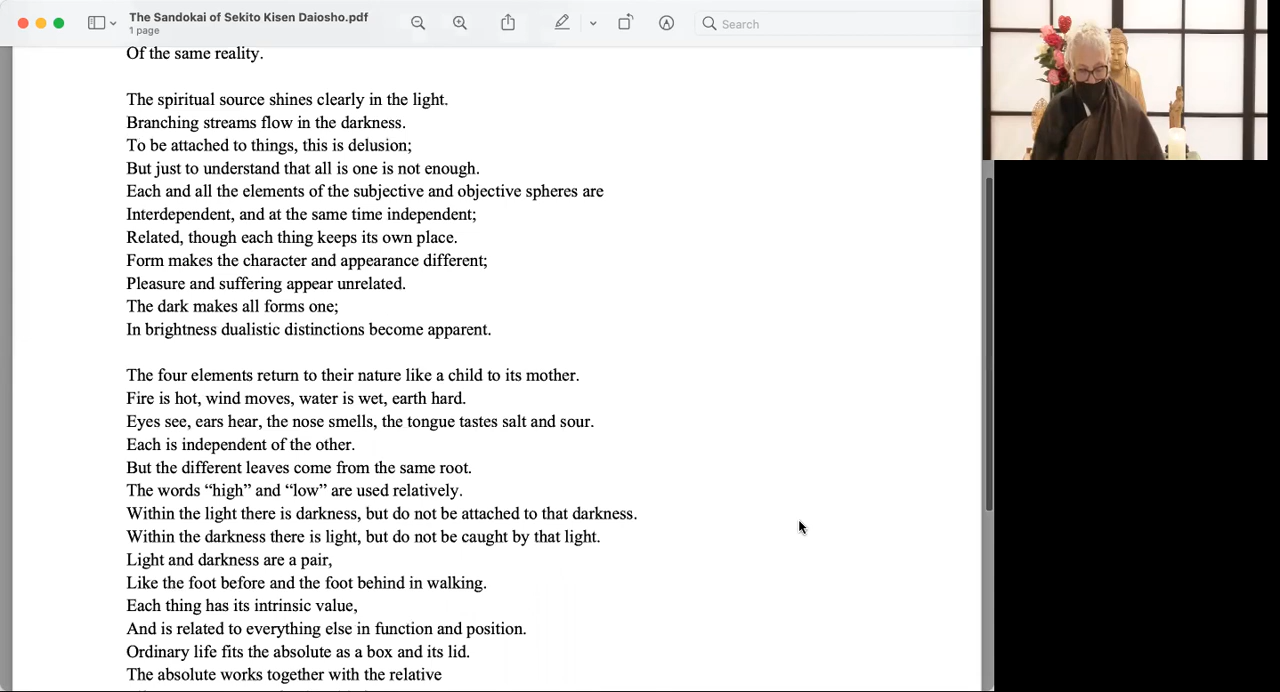 The Sandokai of Sekito Kisen Daiosho.pdf
1 page
Search
Of the same reality.
The spiritual source shines clearly in the light.
Branching streams flow in the darkness.
To be attached to things, this is delusion;
But just to understand that all is one is not enough.
Each and all the elements of the subjective and objective spheres are
Interdependent, and at the same time independent;
Related, though each thing keeps its own place.
Form makes the character and appearance different;
Pleasure and suffering appear unrelated.
The dark makes all forms one;
In brightness dualistic distinctions become apparent.
The four elements return to their nature like a child to its mother.
Fire is hot, wind moves, water is wet, earth hard.
Eyes see, ears hear, the nose smells, the tongue tastes salt and sour.
Each is independent of the other.
But the different leaves come from the same root.
The words “high” and “low” are used relatively.
Within the light there is darkness, but do not be attached to that darkness.
Within the darkness there is light, but do not be caught by that light.
Light and darkness are a pair,
Like the foot before and the foot behind in walking.
Each thing has its intrinsic value,
And is related to everything else in function and position.
Ordinary life fits the absolute as a box and its lid.
The absolute works together with the relative